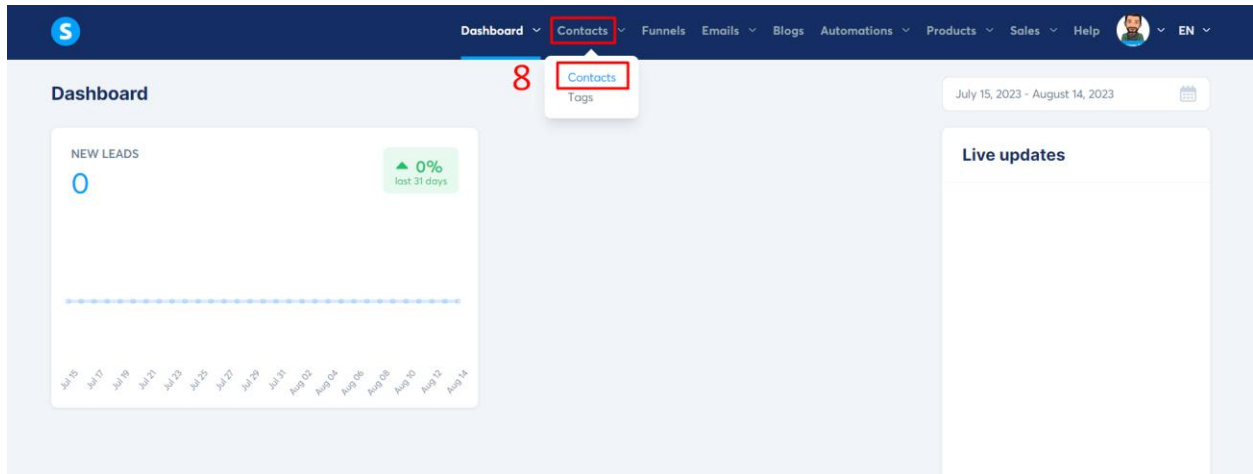 S
Dashboard Contacts Funnels Emails Blogs Automations Products Sales Help EN
8
Contacts
Tags
Dashboard
July 15, 2023 - August 14, 2023
NEW LEADS
0
0%
last 31 days
Jul 15 Jul 17 Jul 19 Jul 21 Jul 23 Jul 25 Jul 27 Jul 29 Jul 31 Aug 02 Aug 04 Aug 06 Aug 08 Aug 10 Aug 12 Aug 14
Live updates